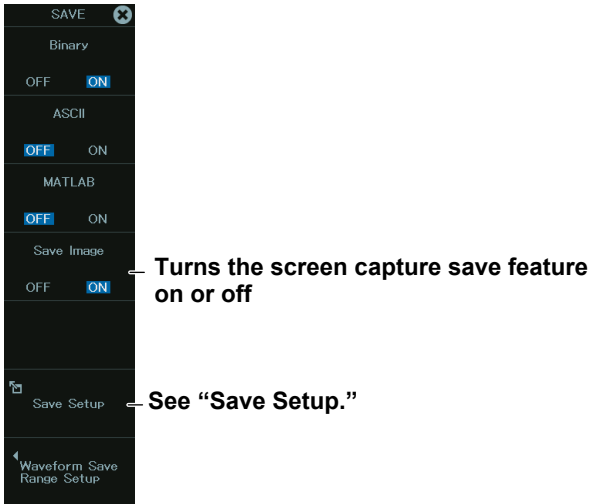 SAVE
Binary
OFF ON
ASCII
OFF ON
MATLAB
OFF ON
Save Image
OFF ON
Turns the screen capture save feature
on or off
Save Setup
See “Save Setup.”
Waveform Save
Range Setup